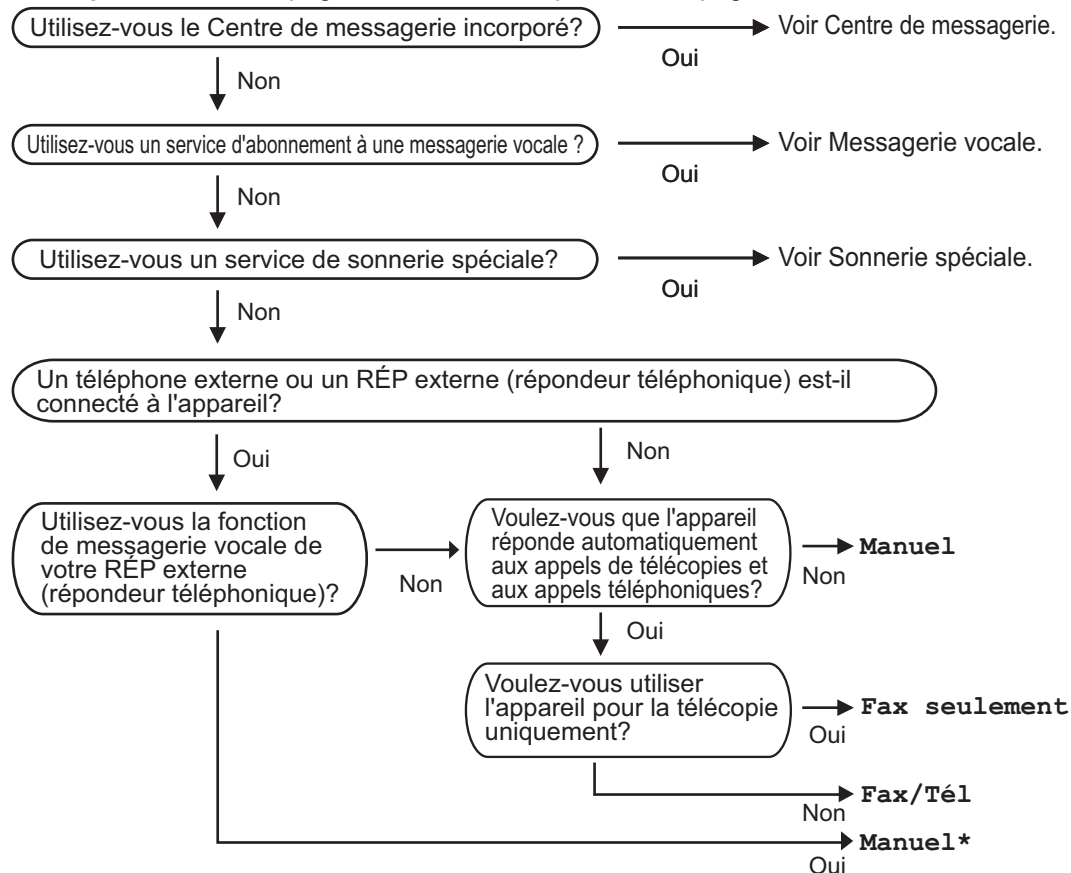 Utilisez-vous le Centre de messagerie incorporé?
Voir Centre de messagerie.
Oui
Non
Utilisez-vous un service d'abonnement à une messagerie vocale ?
Voir Messagerie vocale.
Oui
Non
Utilisez-vous un service de sonnerie spéciale?
Voir Sonnerie spéciale.
Oui
Non
Un téléphone externe ou un RÉP externe (répondeur téléphonique) est-il
connecté à l'appareil?
Oui
Non
Utilisez-vous la fonction
de messagerie vocale de
votre RÉP externe
(répondeur téléphonique)?
Non
Voulez-vous que l'appareil
réponde automatiquement
aux appels de télécopies et
aux appels téléphoniques?
Manuel
Non
Oui
Voulez-vous utiliser
l'appareil pour la télécopie
uniquement?
Fax seulement
Oui
Fax/Tél
Non
Manuel*
Oui